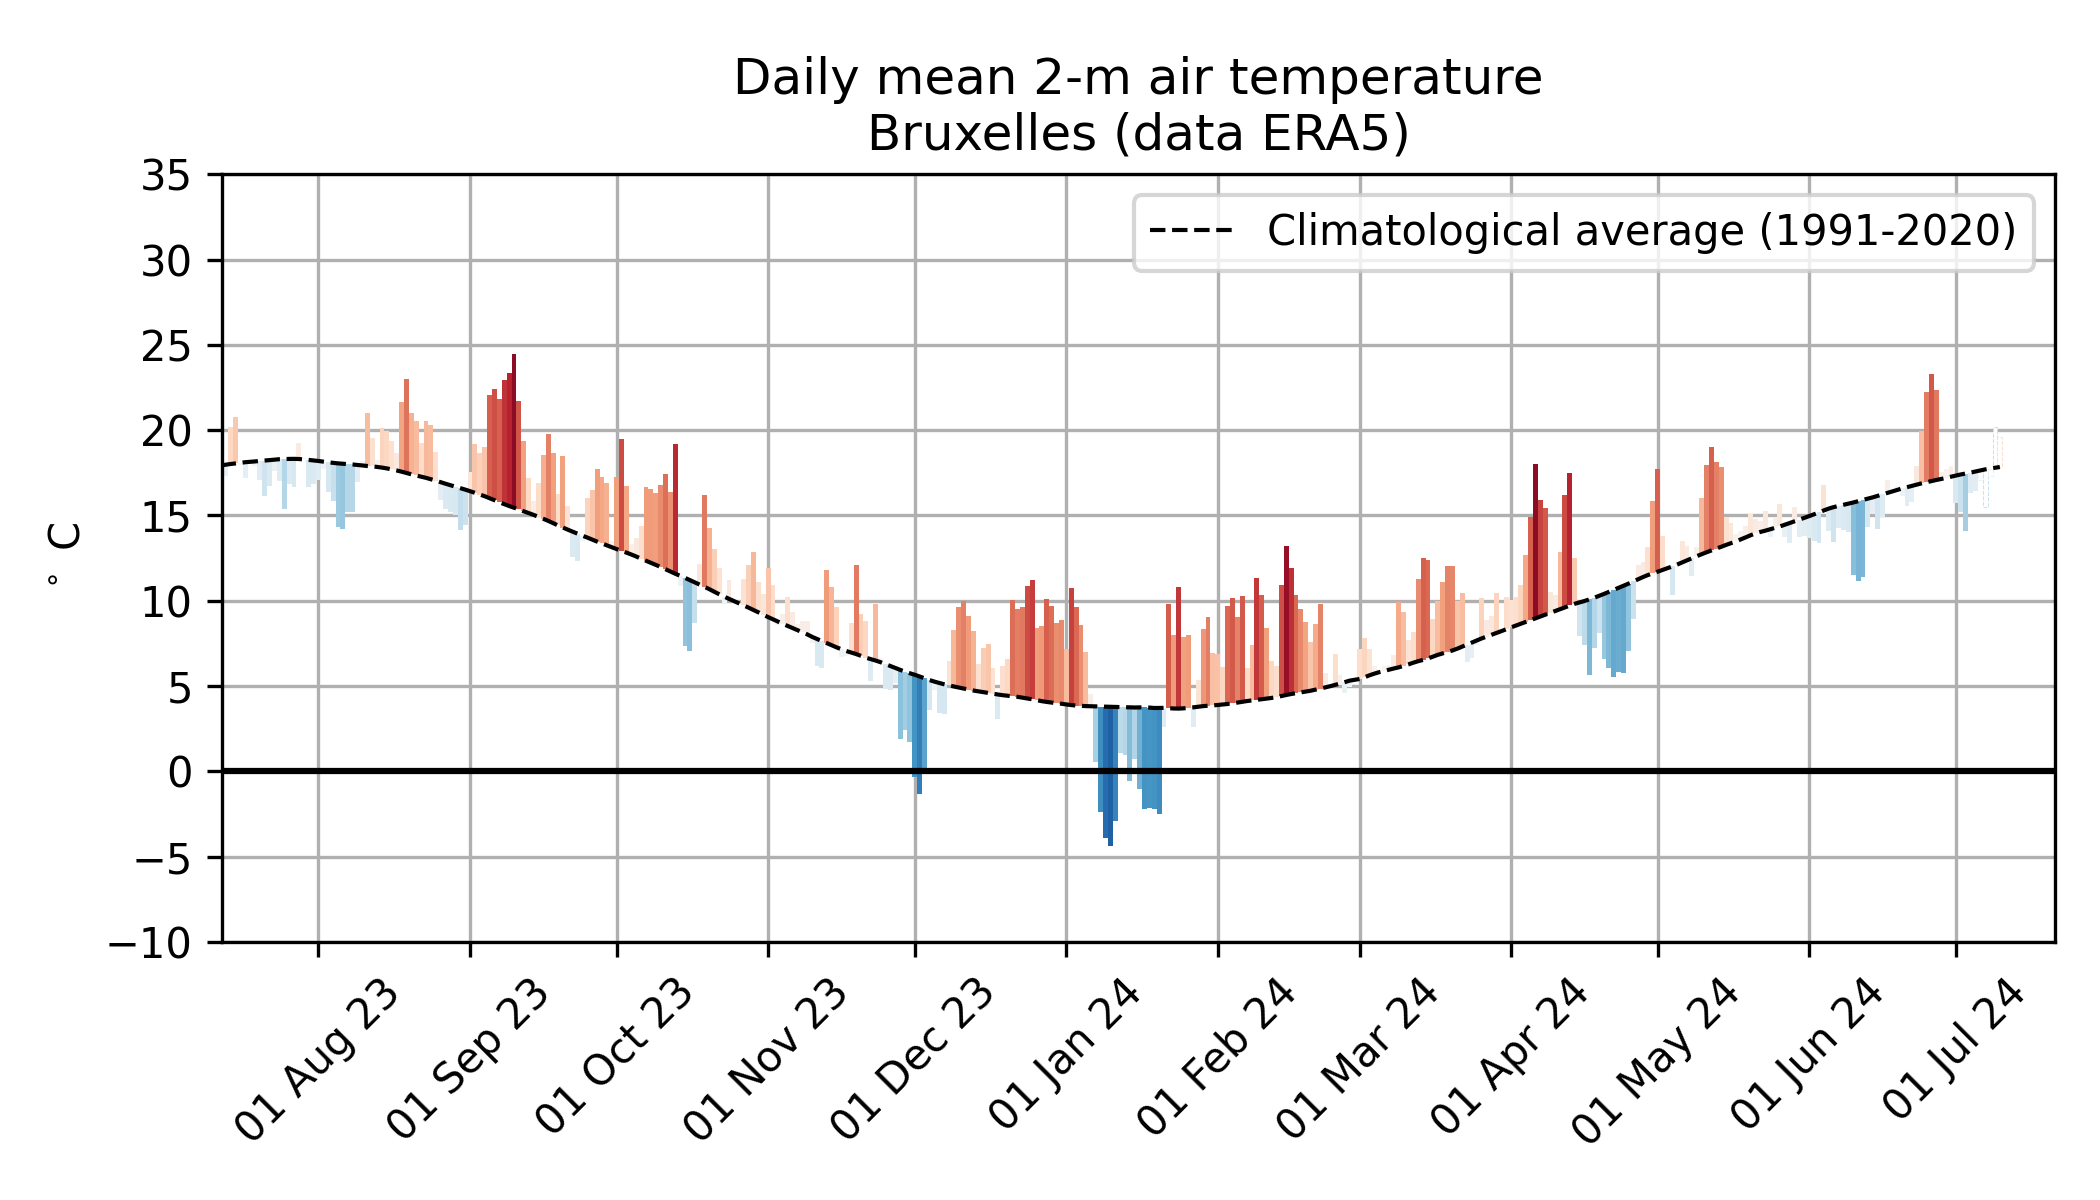 Daily mean 2-m air temperature
Bruxelles (data ERA5)
Climatological average (1991-2020)
35
30
25
20
15
10
5
0
−5
−10
° C
01 Aug 23
01 Sep 23
01 Oct 23
01 Nov 23
01 Dec 23
01 Jan 24
01 Feb 24
01 Mar 24
01 Apr 24
01 May 24
01 Jun 24
01 Jul 24